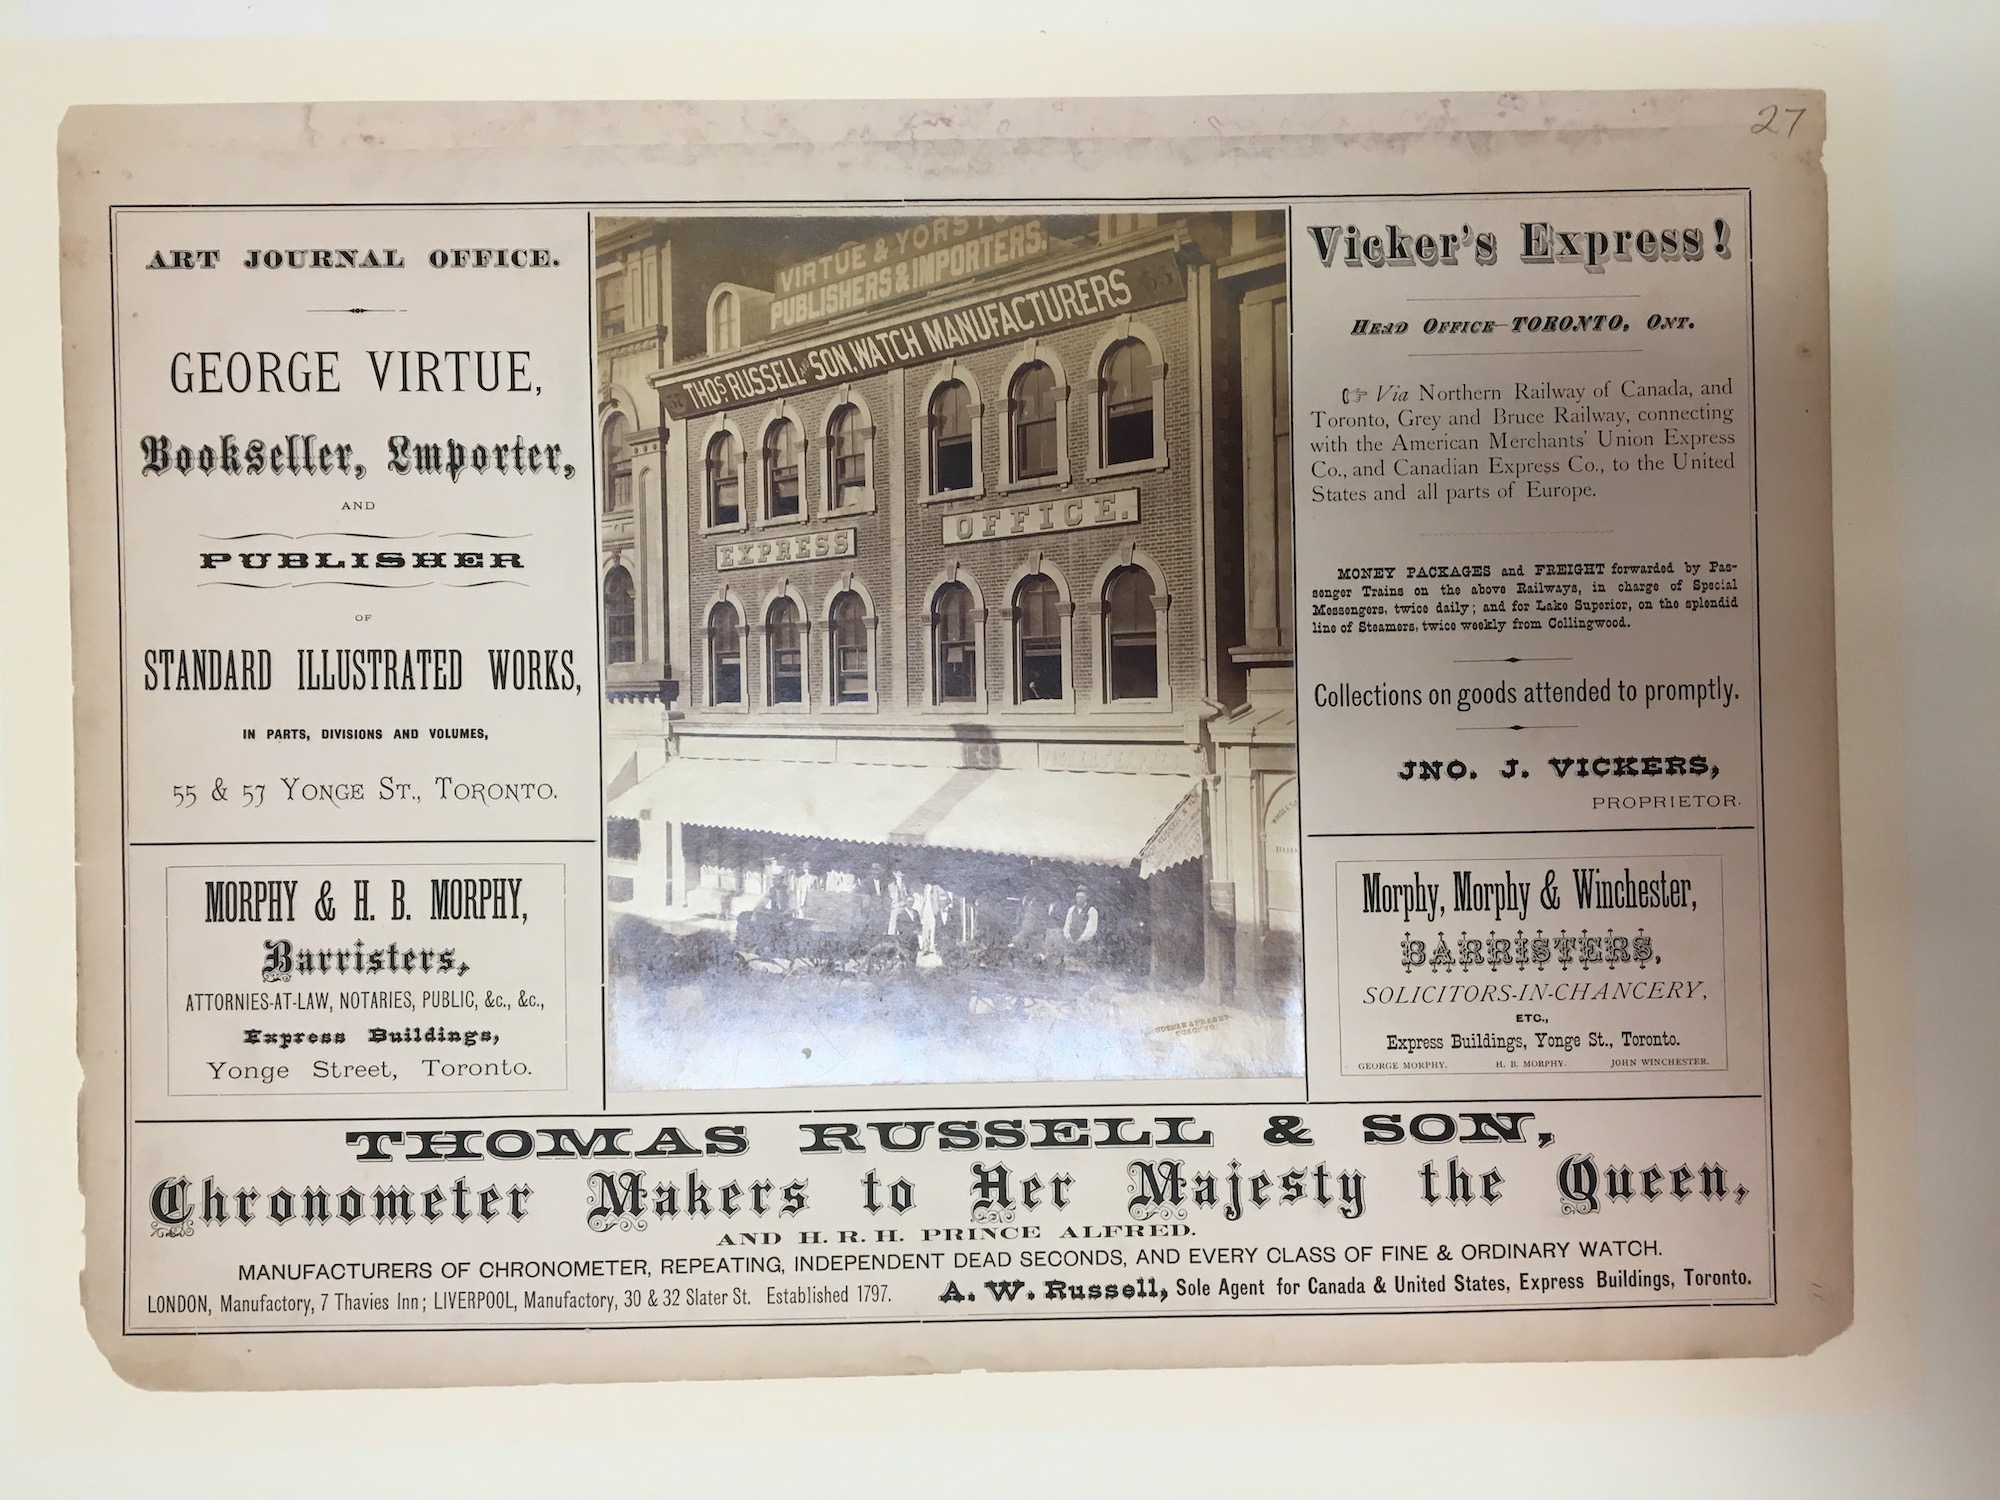 27
ART JOURNAL OFFICE.
GEORGE VIRTUE,
Bookseller, Importer,
AND
PUBLISHER
OF
STANDARD ILLUSTRATED WORKS,
IN PARTS, DIVISIONS AND VOLUMES,
55 & 57 YONGE ST., TORONTO.
MORPHY & H. B. MORPHY,
Barristers,
ATTORNIES-AT-LAW, NOTARIES, PUBLIC, &c., &c.,
Express Buildings,
Yonge Street, Toronto.
VIRTUE & YORST
PUBLISHERS & IMPORTERS.
57 THOS RUSSELL AND SON, WATCH MANUFACTURERS 55
EXPRESS OFFICE.
Vicker's Express!
HEAD OFFICE–TORONTO, ONT.
☞ Via Northern Railway of Canada, and
Toronto, Grey and Bruce Railway, connecting
with the American Merchants' Union Express
Co., and Canadian Express Co., to the United
States and all parts of Europe.
MONEY PACKAGES and FREIGHT forwarded by Pas-
senger Trains on the above Railways, in charge of Special
Messengers, twice daily; and for Lake Superior, on the splendid
line of Steamers, twice weekly from Collingwood.
Collections on goods attended to promptly.
JNO. J. VICKERS,
PROPRIETOR.
Morphy, Morphy & Winchester,
BARRISTERS,
SOLICITORS-IN-CHANCERY,
ETC.,
Express Buildings, Yonge St., Toronto.
GEORGE MORPHY. H. B. MORPHY. JOHN WINCHESTER.
THOMAS RUSSELL & SON,
Chronometer Makers to Her Majesty the Queen,
AND H. R. H. PRINCE ALFRED.
MANUFACTURERS OF CHRONOMETER, REPEATING, INDEPENDENT DEAD SECONDS, AND EVERY CLASS OF FINE & ORDINARY WATCH.
LONDON, Manufactory, 7 Thavies Inn; LIVERPOOL, Manufactory, 30 & 32 Slater St. Established 1797. A. W. Russell, Sole Agent for Canada & United States, Express Buildings, Toronto.